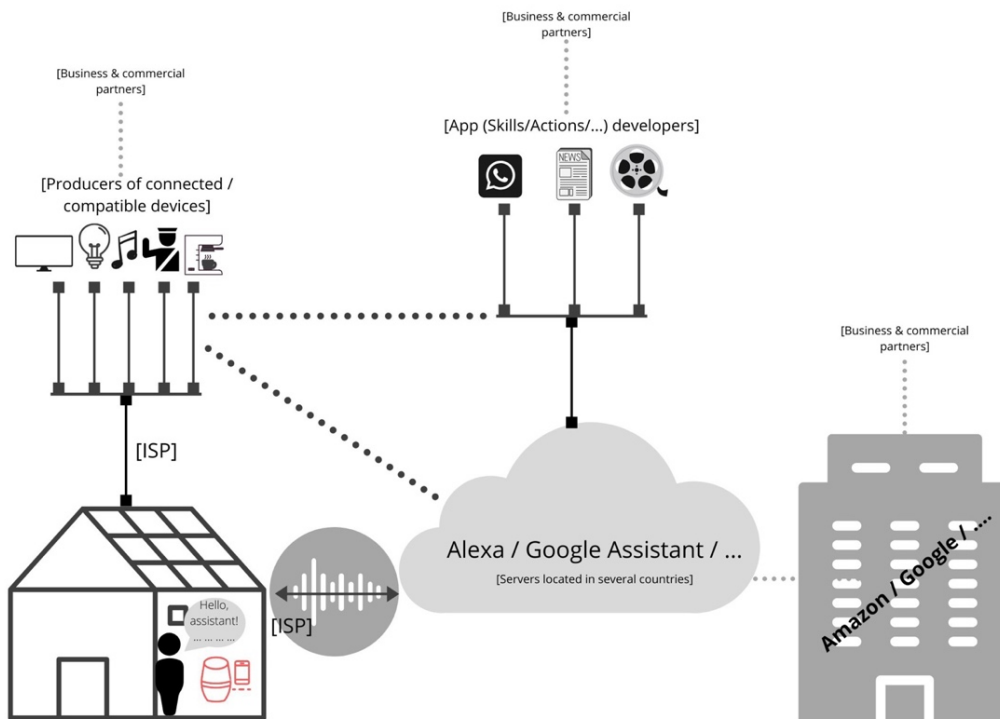 [Business & commercial
partners]
[Business & commercial
partners]
[App (Skills/Actions/...) developers]
NEWS
[Producers of connected /
compatible devices]
[Business & commercial
partners]
[ISP]
Alexa / Google Assistant / ...
[Servers located in several countries]
Amazon / Google / ....
Hello,
assistant!
... ... ... ...
[ISP]